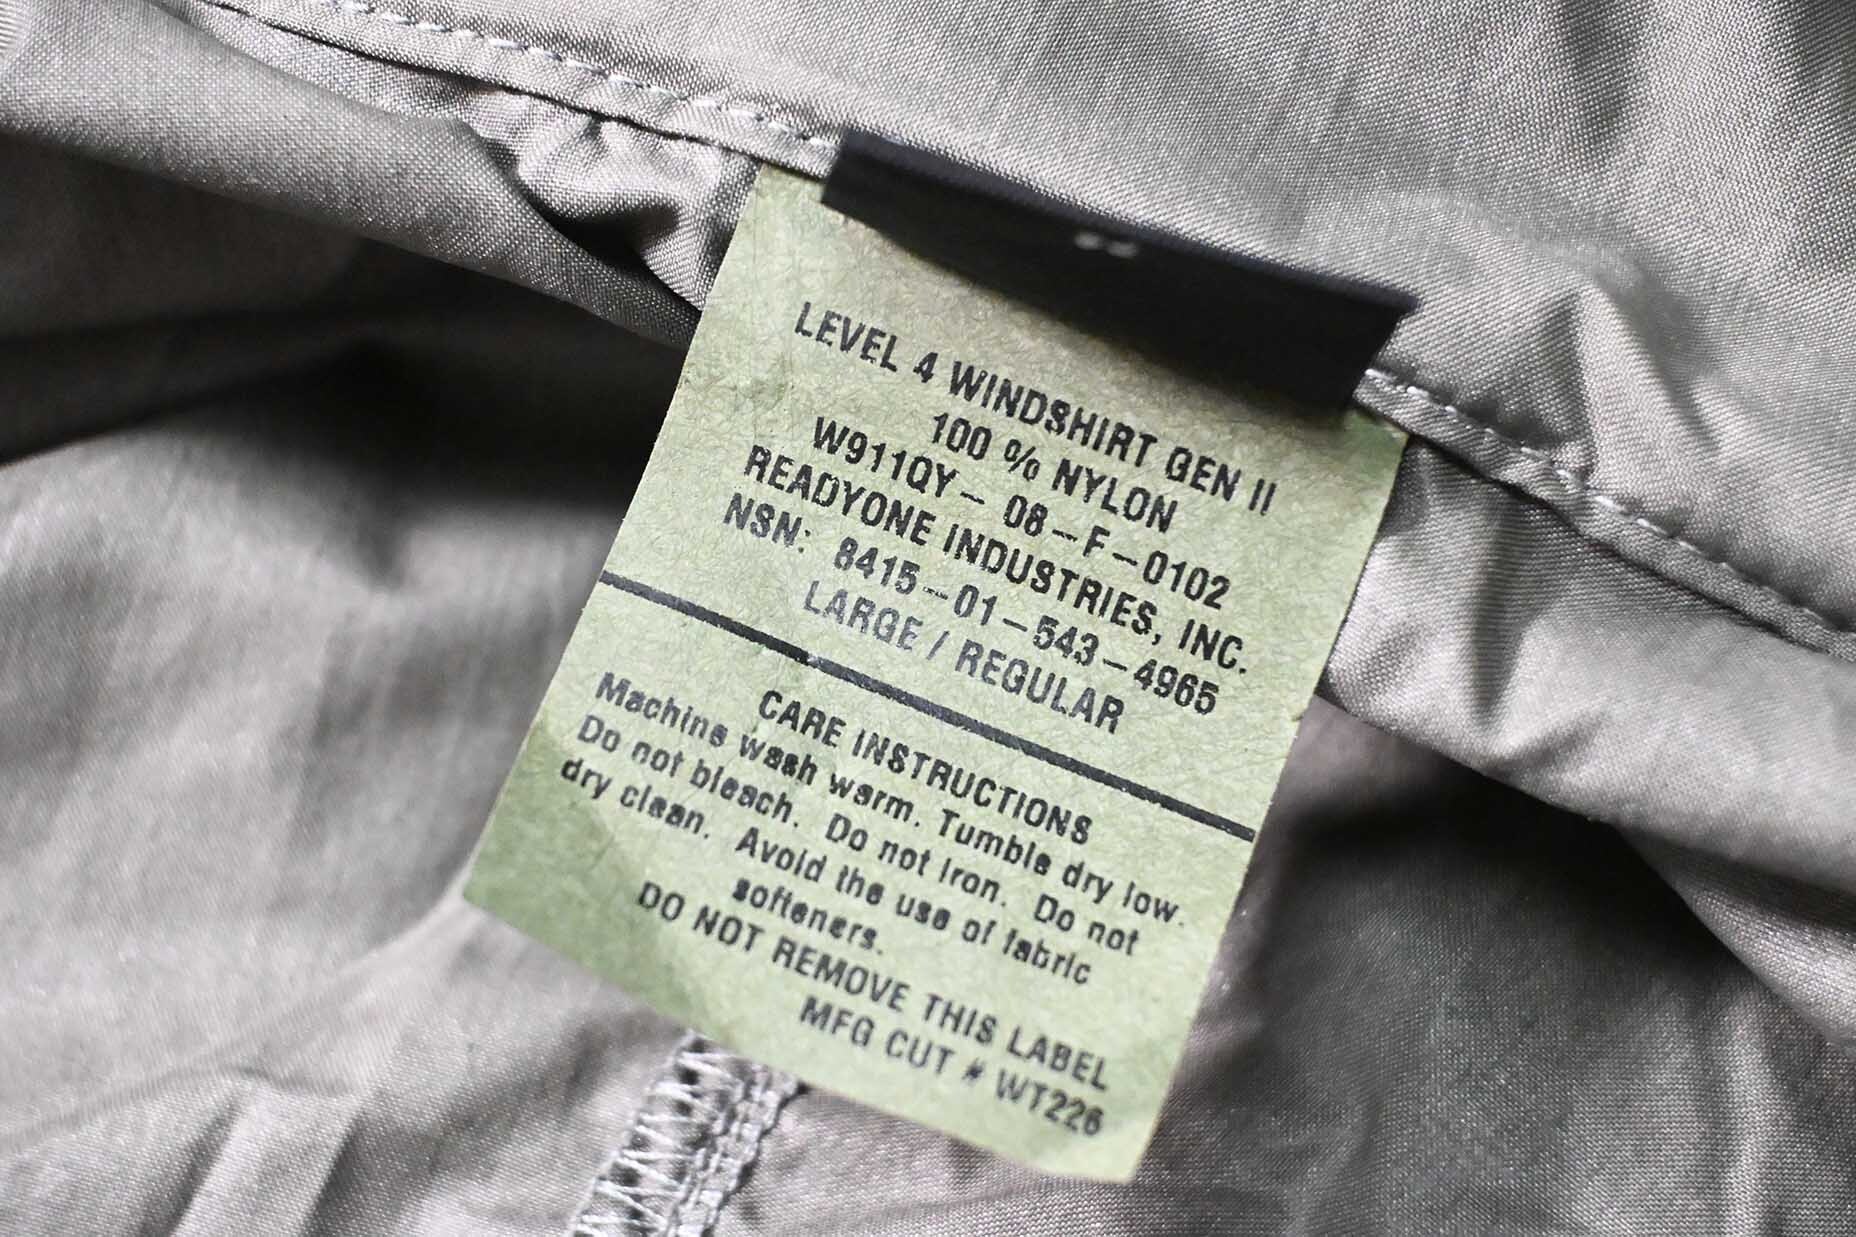 LEVEL 4 WINDSHIRT GEN II
100 % NYLON
W911QY- 08-F-0102
READYONE INDUSTRIES, INC.
NSN: 8415-01-543-4965
LARGE / REGULAR
CARE INSTRUCTIONS
Machine wash warm. Tumble dry low.
Do not bleach. Do not iron. Do not
dry clean. Avoid the use of fabric
softeners.
DO NOT REMOVE THIS LABEL
MFG CUT # WT226